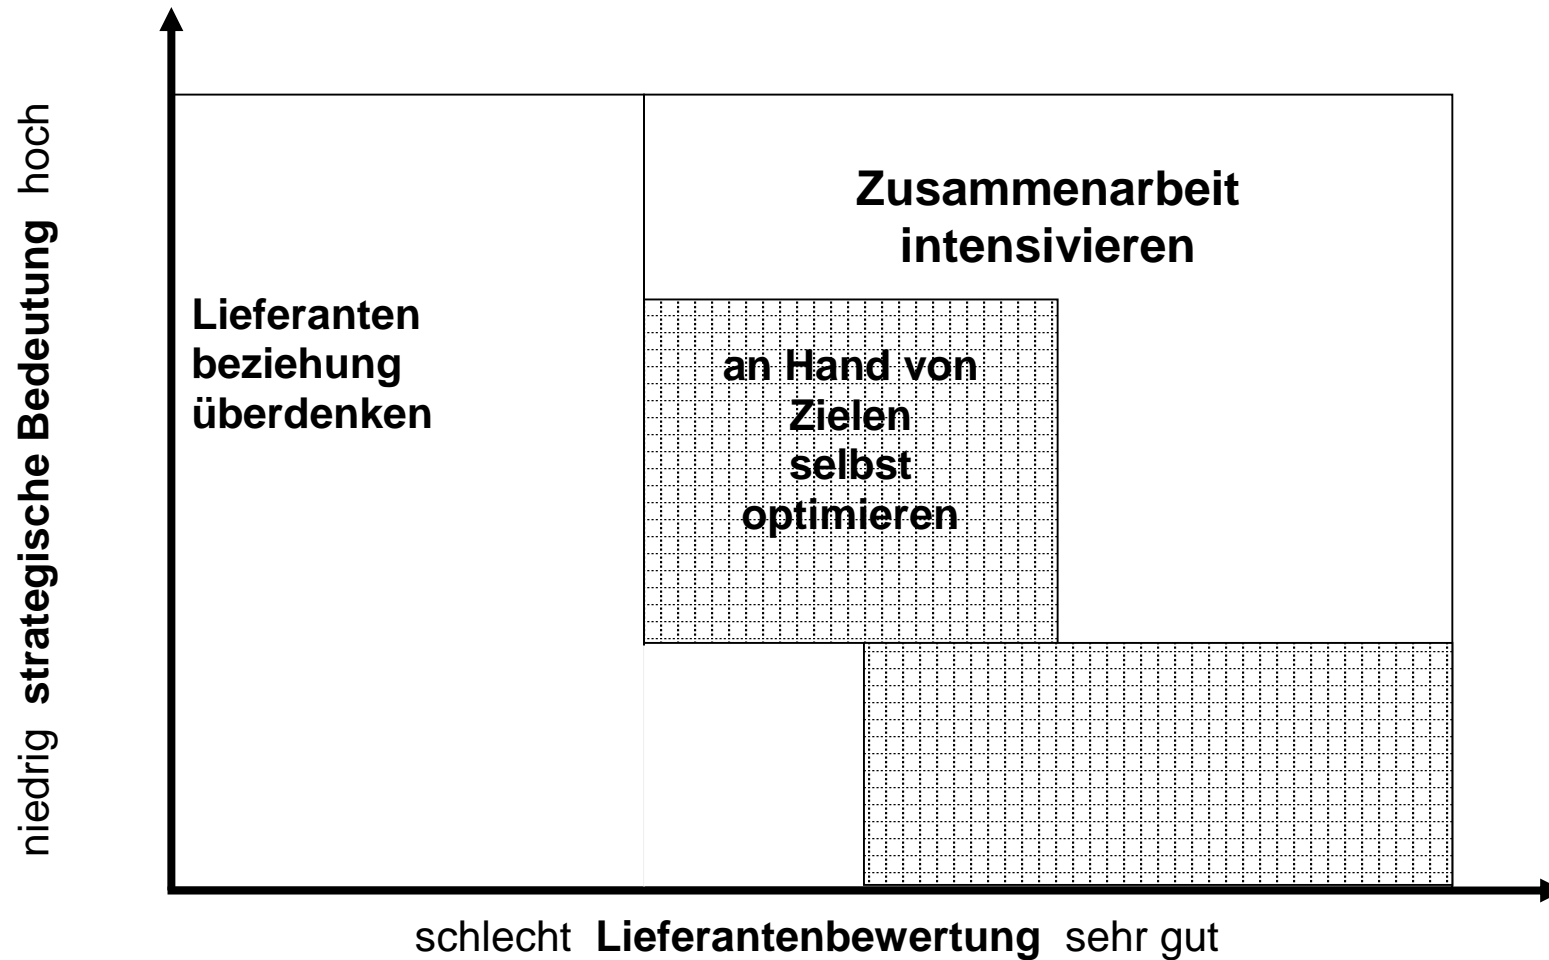 niedrig strategische Bedeutung hoch
Zusammenarbeit
intensivieren
Lieferanten
beziehung
überdenken
an Hand von
Zielen
selbst
optimieren
schlecht Lieferantenbewertung sehr gut